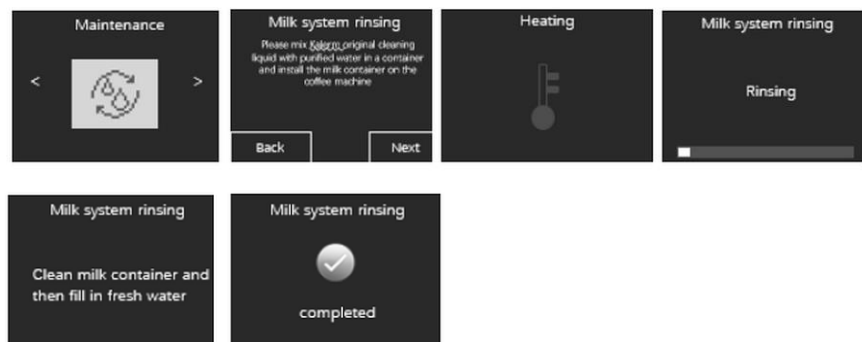 Maintenance
<
>
Milk system rinsing
Please mix Kalerm original cleaning
liquid with purified water in a container
and install the milk container on the
coffee machine
Back
Next
Heating
Milk system rinsing
Rinsing
Milk system rinsing
Clean milk container and
then fill in fresh water
Milk system rinsing
completed